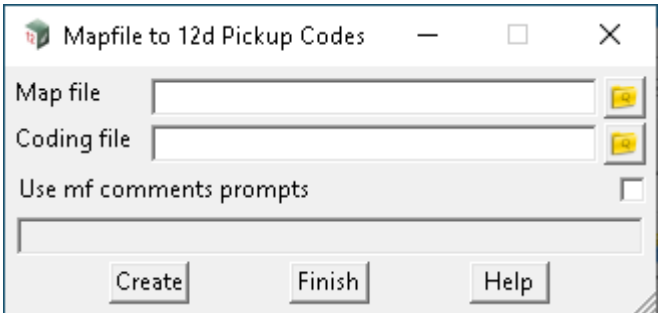 Mapfile to 12d Pickup Codes
Map file
Coding file
Use mf comments prompts
Create Finish Help